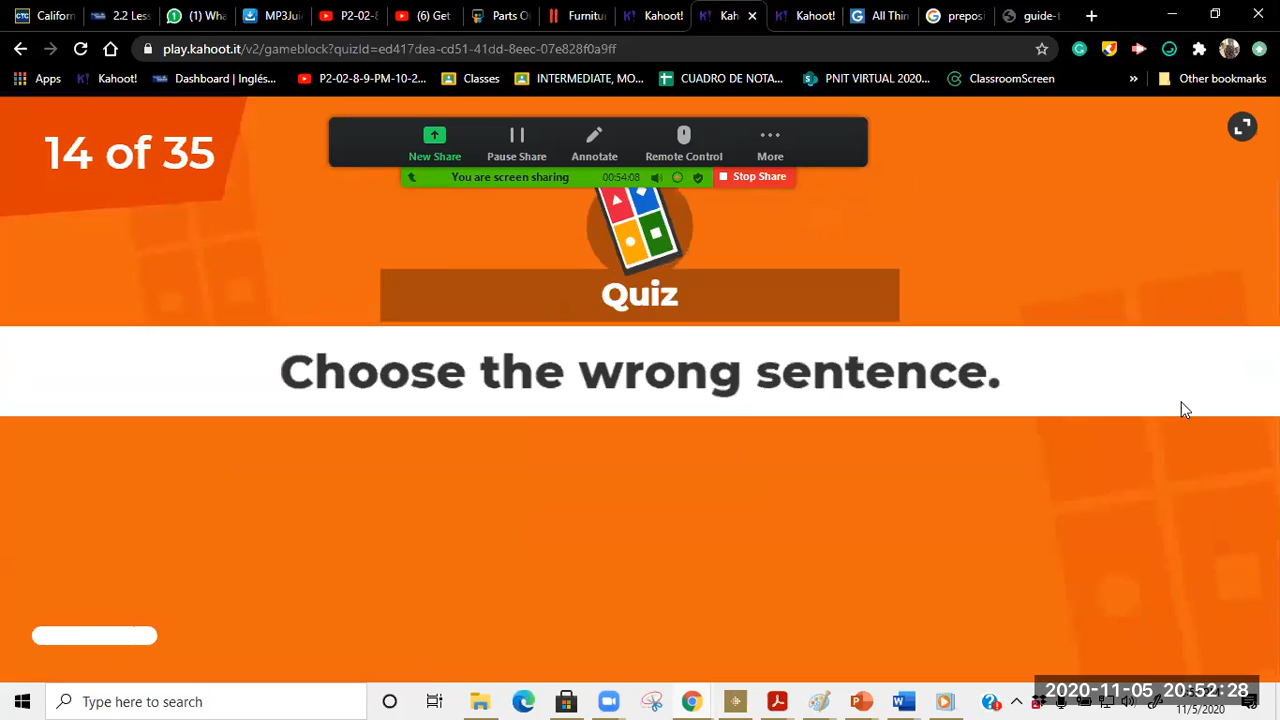 Californ
2.2 Less
(1) Wha
MP3Jui
P2-02-8
(6) Get
Parts O
Furnitu
Kahoot!
Kah
Kahoot!
All Thin
preposi
guide-t
play.kahoot.it/v2/gameblock?quizId=ed417dea-cd51-41dd-8eec-07e828f0a9ff
Apps
Kahoot!
Dashboard | Inglés...
P2-02-8-9-PM-10-2...
Classes
INTERMEDIATE, MO...
CUADRO DE NOTA...
PNIT VIRTUAL 2020...
ClassroomScreen
»
Other bookmarks
14 of 35
New Share
Pause Share
Annotate
Remote Control
More
You are screen sharing
00:54:08
Stop Share
Quiz
Choose the wrong sentence.
Type here to search
2020-11-05 20:52:28
11/5/2020